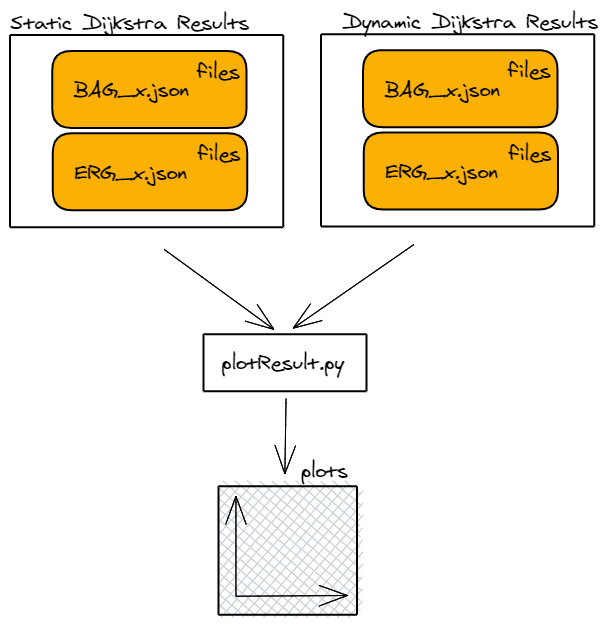 Static Dijkstra Results
Dynamic Dijkstra Results
files
BAG_x.json
files
ERG_x.json
files
BAG_x.json
files
ERG_x.json
plotResult.py
plots